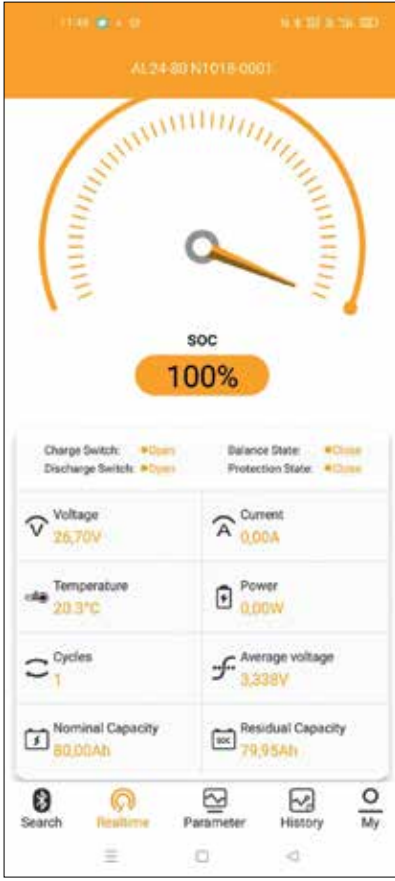 11:49
AL24-80 N1018-0001
SOC
100%
Charge Switch: Open Balance State: Close
Discharge Switch: Open Protection State: Close
Voltage Current
26,70V 0,00A
Temperature Power
20.3°C 0,00W
Cycles Average voltage
1 3,338V
Nominal Capacity Residual Capacity
80,00Ah 79,95Ah
Search Realtime Parameter History My